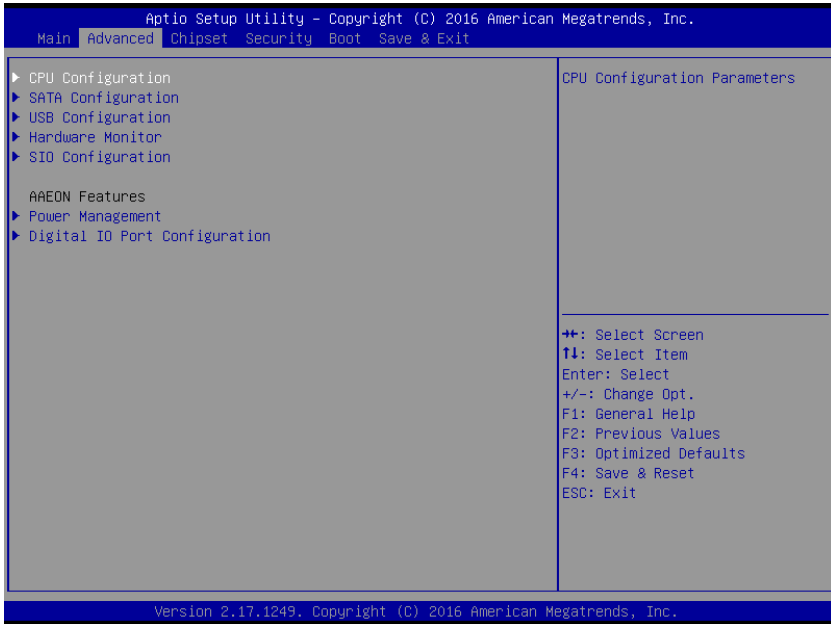 Aptio Setup Utility – Copyright (C) 2016 American Megatrends, Inc.
Main Advanced Chipset Security Boot Save & Exit
CPU Configuration
SATA Configuration
USB Configuration
Hardware Monitor
SIO Configuration
AAEON Features
Power Management
Digital IO Port Configuration
CPU Configuration Parameters
→←: Select Screen
↑↓: Select Item
Enter: Select
+/-: Change Opt.
F1: General Help
F2: Previous Values
F3: Optimized Defaults
F4: Save & Reset
ESC: Exit
Version 2.17.1249. Copyright (C) 2016 American Megatrends, Inc.